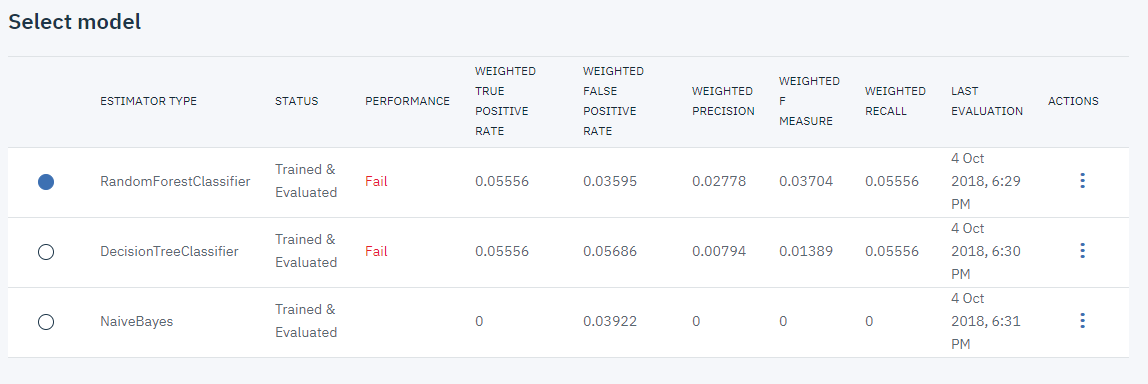 Select model
ESTIMATOR TYPE
STATUS
PERFORMANCE
WEIGHTED
TRUE
POSITIVE
RATE
WEIGHTED
FALSE
POSITIVE
RATE
WEIGHTED
PRECISION
WEIGHTED
F
MEASURE
WEIGHTED
RECALL
LAST
EVALUATION
ACTIONS
RandomForestClassifier
Trained &
Evaluated
Fail
0.05556
0.03595
0.02778
0.03704
0.05556
4 Oct
2018, 6:29
PM
DecisionTreeClassifier
Trained &
Evaluated
Fail
0.05556
0.05686
0.00794
0.01389
0.05556
4 Oct
2018, 6:30
PM
NaiveBayes
Trained &
Evaluated
0
0.03922
0
0
0
4 Oct
2018, 6:31
PM